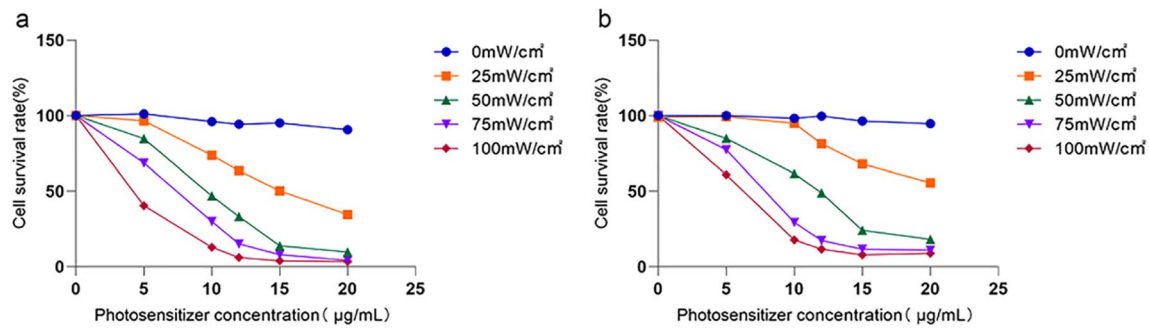 a
150
100
50
0
0
5
10
15
20
25
Cell survival rate(%)
Photosensitizer concentration( μg/mL)
0mW/c㎡
25mW/c㎡
50mW/c㎡
75mW/c㎡
100mW/c㎡
b
150
100
50
0
0
5
10
15
20
25
Cell survival rate(%)
Photosensitizer concentration( μg/mL)
0mW/c㎡
25mW/c㎡
50mW/c㎡
75mW/c㎡
100mW/c㎡